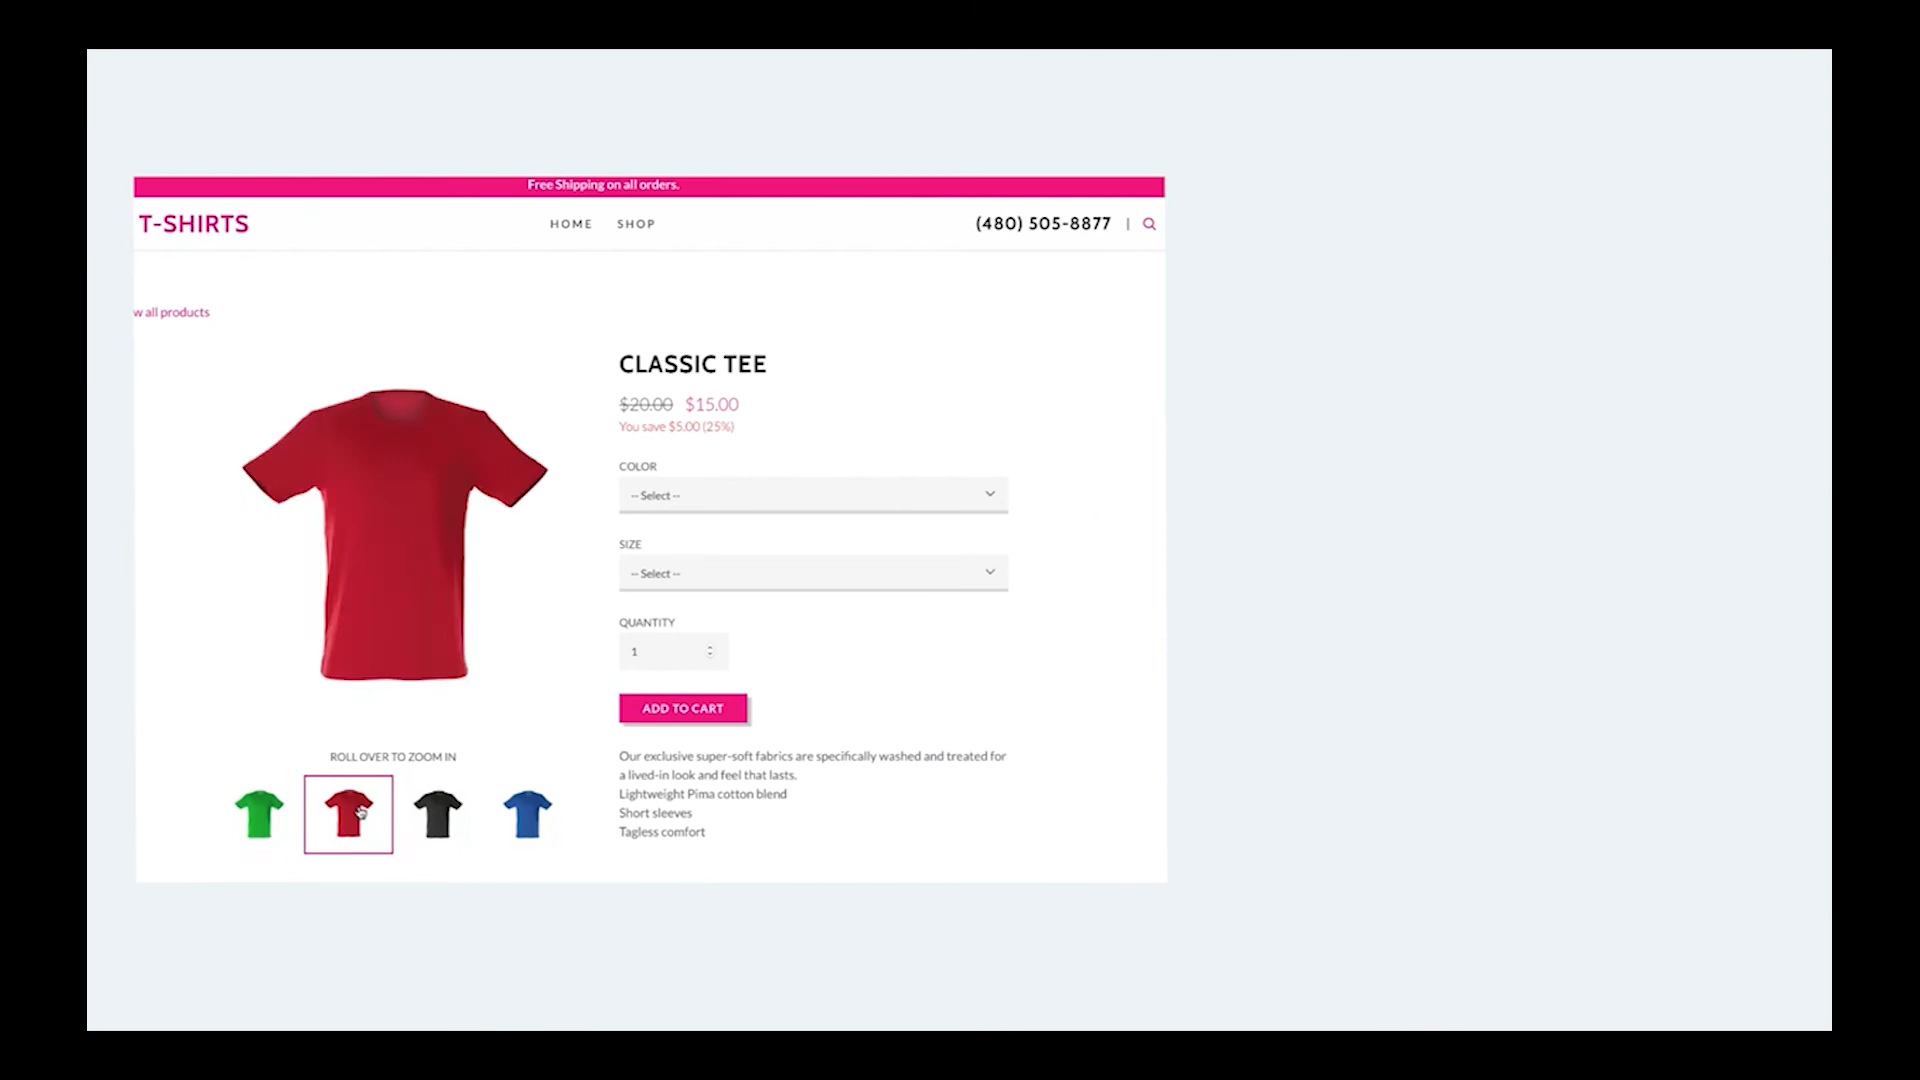 Free Shipping on all orders.
T-SHIRTS
HOME SHOP
(480) 505-8877 |
w all products
CLASSIC TEE
$20.00 $15.00
You save $5.00 (25%)
COLOR
-- Select --
SIZE
-- Select --
QUANTITY
1
ADD TO CART
ROLL OVER TO ZOOM IN
Our exclusive super-soft fabrics are specifically washed and treated for
a lived-in look and feel that lasts.
Lightweight Pima cotton blend
Short sleeves
Tagless comfort